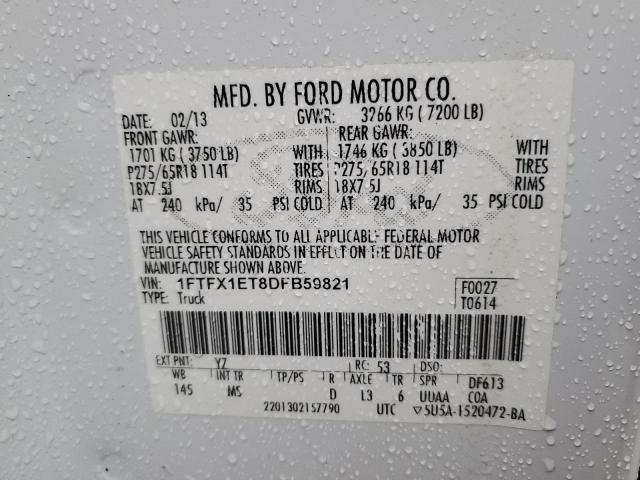 MFD. BY FORD MOTOR CO.
DATE: 02/13 GVWR: 3266 KG ( 7200 LB)
FRONT GAWR: REAR GAWR:
1701 KG ( 3750 LB) WITH 1746 KG ( 3850 LB) WITH
P275/65R18 114T TIRES P275/65R18 114T TIRES
18X7.5J RIMS 18X7.5J RIMS
AT 240 kPa/ 35 PSI COLD AT 240 kPa/ 35 PSI COLD
THIS VEHICLE CONFORMS TO ALL APPLICABLE FEDERAL MOTOR
VEHICLE SAFETY STANDARDS IN EFFECT ON THE DATE OF
MANUFACTURE SHOWN ABOVE.
VIN: 1FTFX1ET8DFB59821 F0027
TYPE: Truck T0614
EXT PNT: Y7 RC: 53 DSO:
WB INT TR TP/PS R AXLE TR SPR DF613
145 MS D L3 6 UUAA COA
2201302157790 UTC ▽5U5A-1520472-BA